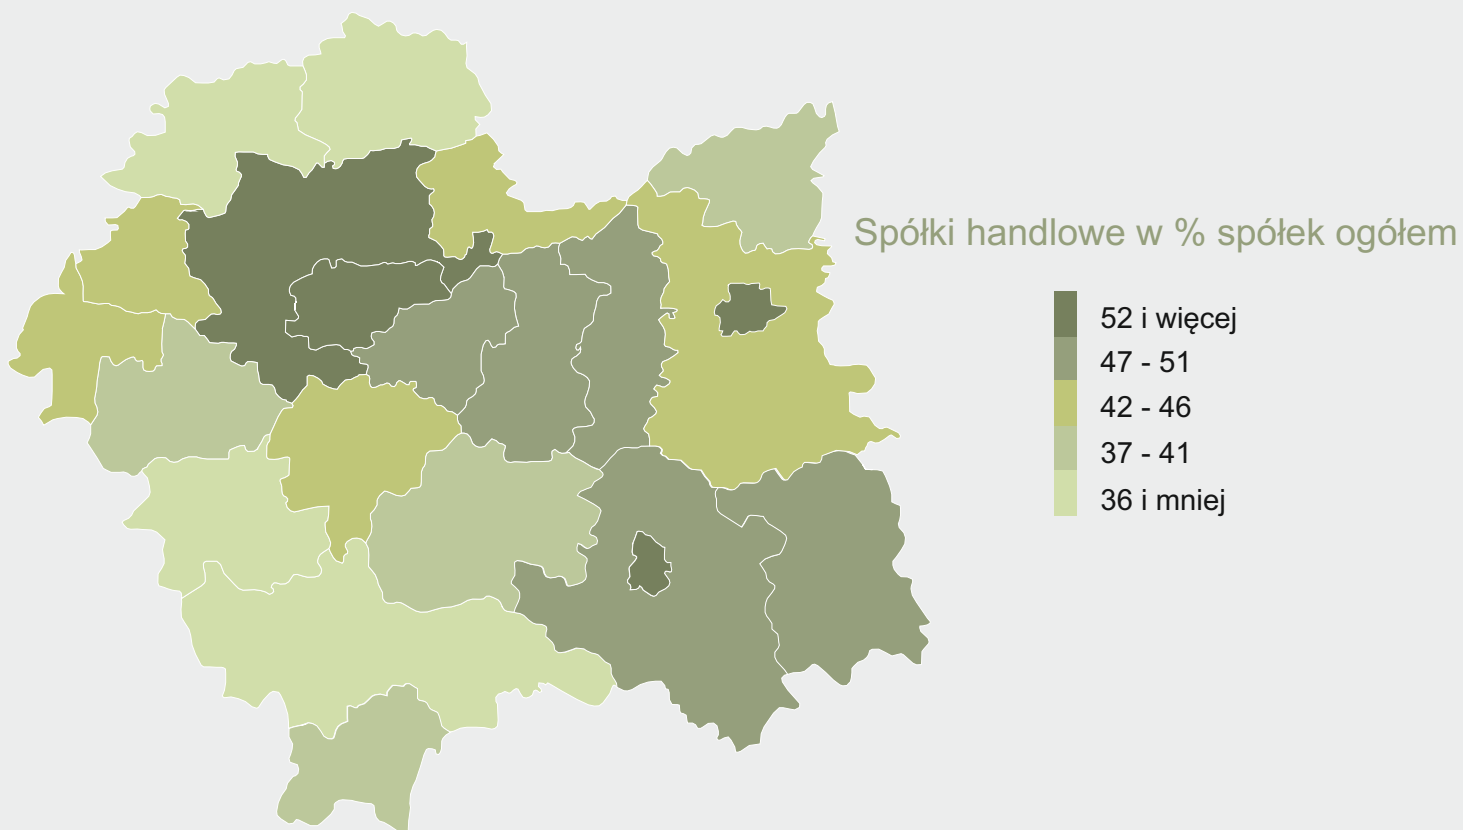 Spółki handlowe w % spółek ogółem
52 i więcej
47 - 51
42 - 46
37 - 41
36 i mniej